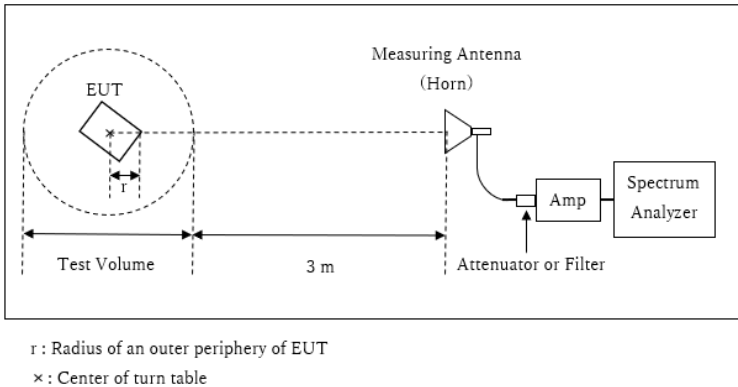 Measuring Antenna
(Horn)
EUT
r
Amp
Spectrum
Analyzer
Test Volume
3 m
Attenuator or Filter
r : Radius of an outer periphery of EUT
× : Center of turn table